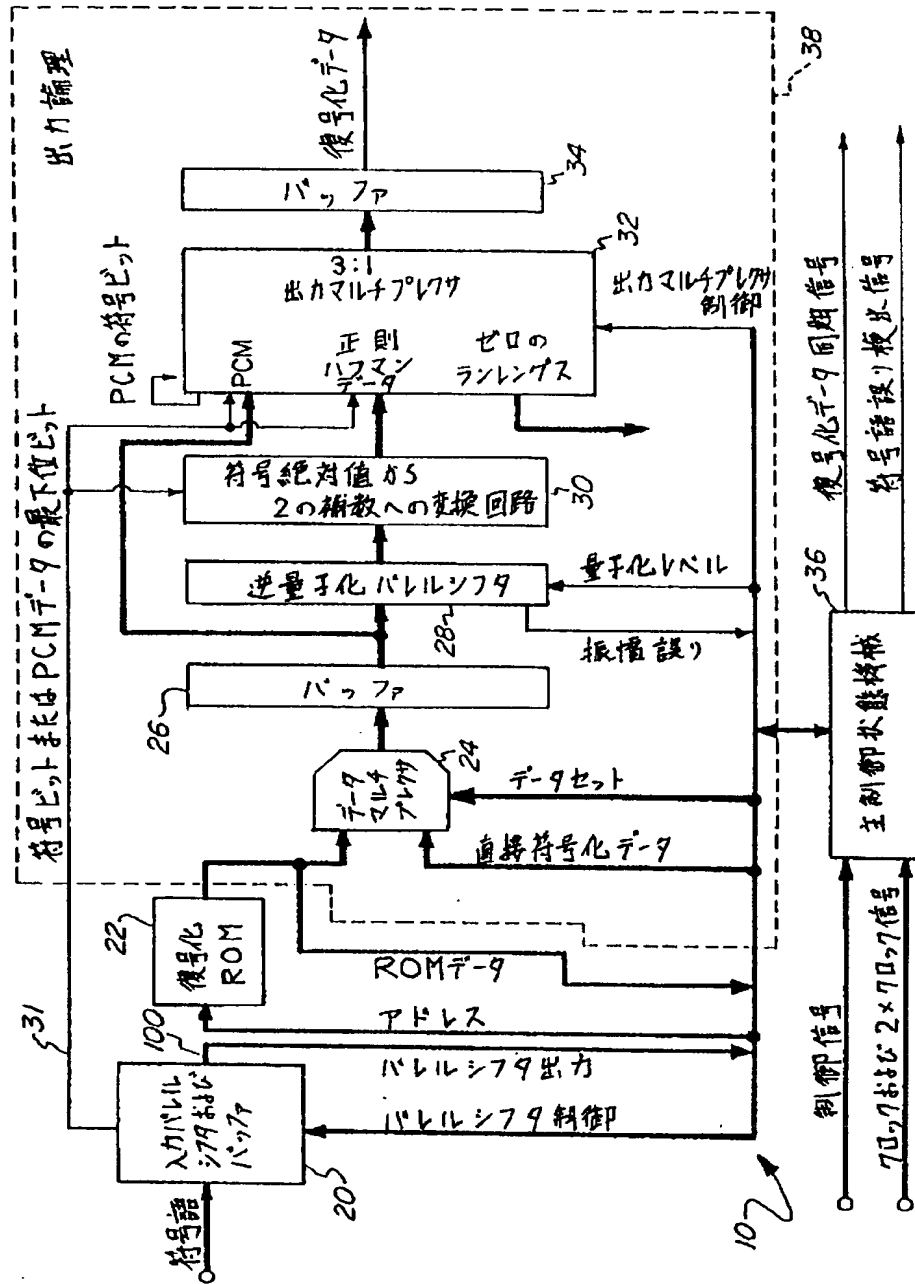 出力論理
38
符号ビットまたはPCMデータの最下位ビット
PCMの符号ビット
31
符号語
入力バレル
シフタおよび
バッファ
20
100
22
復号化
ROM
データ
マルチ
プレクサ
24
26
バッファ
逆量子化バレルシフタ
28
符号絶対値から
2の補数への変換回路
30
PCM
正則
ハフマン
データ
ゼロの
ランレングス
3:1
出力マルチプレクサ
32
バッファ
34
復号化データ
バレルシフタ制御
バレルシフタ出力
アドレス
ROMデータ
直接符号化データ
データセット
振幅誤り
量子化レベル
出力マルチプレクサ
制御
10
制御信号
クロックおよび2×クロック信号
主制御状態機械
36
復号化データ同期信号
符号語誤り検出信号